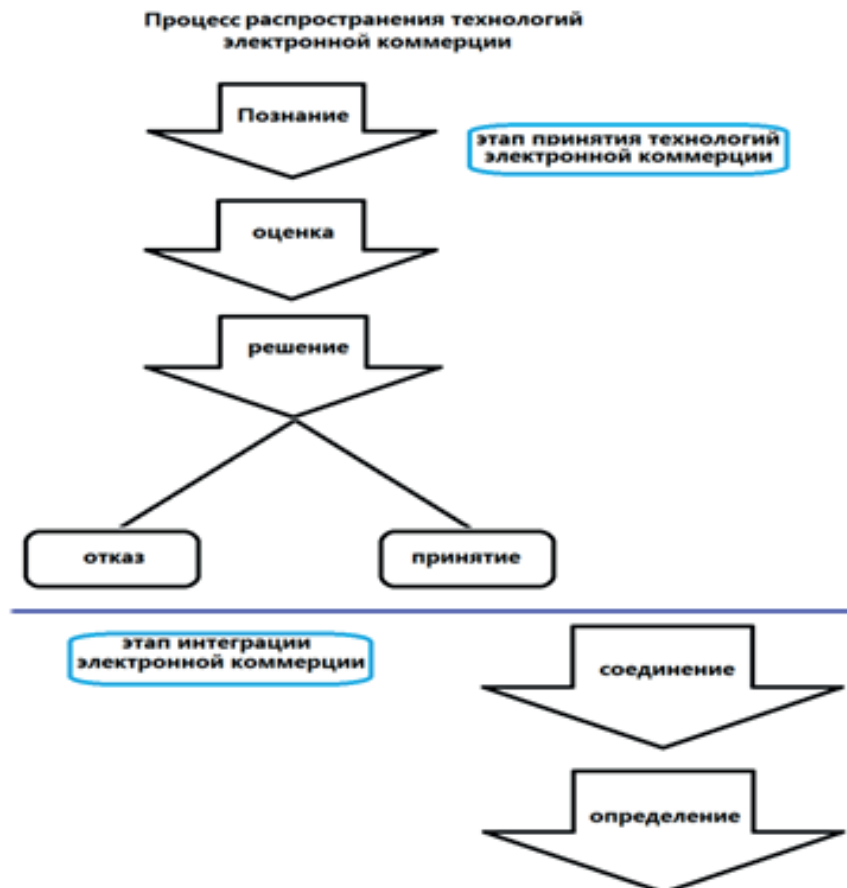 Процесс распространения технологий
электронной коммерции
Познание
этап принятия технологий
электронной коммерции
оценка
решение
отказ
принятие
этап интеграции
электронной коммерции
соединение
определение